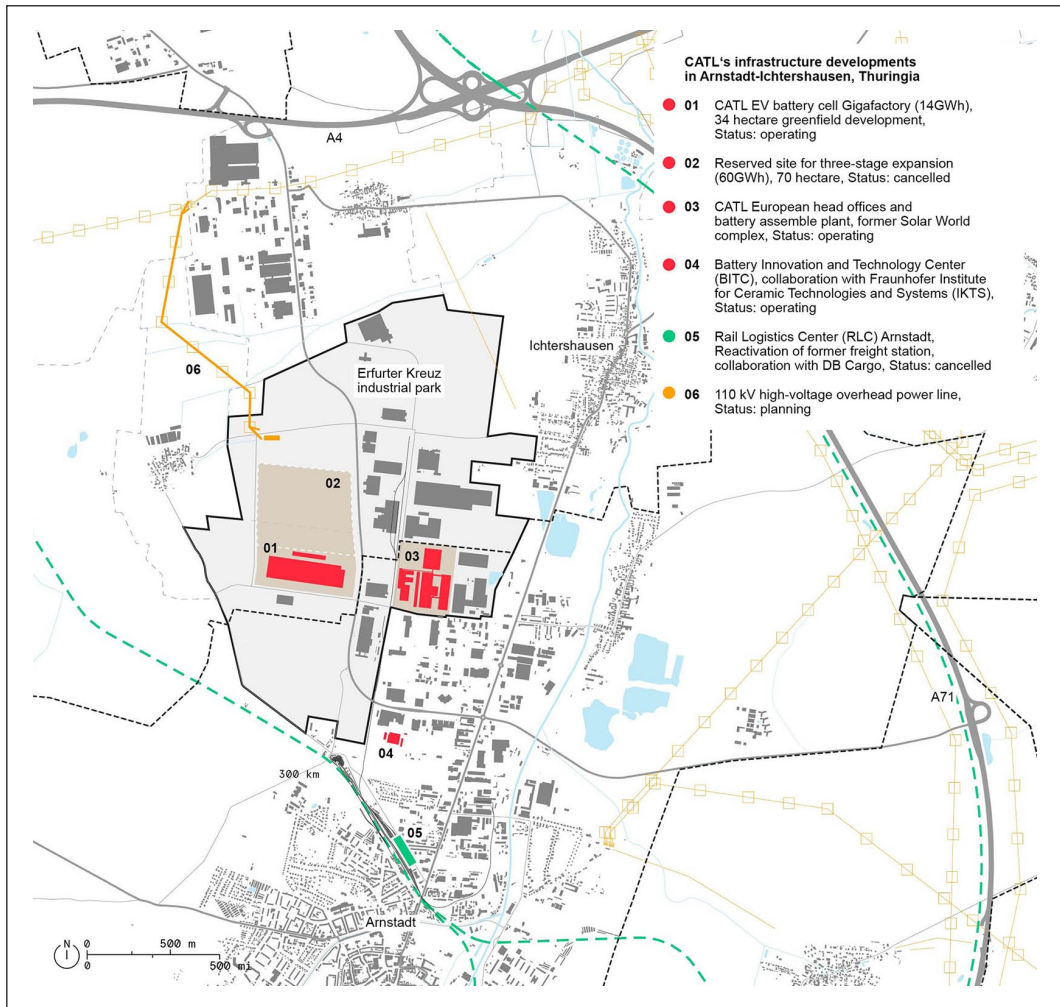 CATL‘s infrastructure developments
in Arnstadt-Ichtershausen, Thuringia
01 CATL EV battery cell Gigafactory (14GWh),
34 hectare greenfield development,
Status: operating
02 Reserved site for three-stage expansion
(60GWh), 70 hectare, Status: cancelled
03 CATL European head offices and
battery assemble plant, former Solar World
complex, Status: operating
04 Battery Innovation and Technology Center
(BITC), collaboration with Fraunhofer Institute
for Ceramic Technologies and Systems (IKTS),
Status: operating
05 Rail Logistics Center (RLC) Arnstadt,
Reactivation of former freight station,
collaboration with DB Cargo, Status: cancelled
06 110 kV high-voltage overhead power line,
Status: planning
A4
Ichtershausen
06
Erfurter Kreuz
industrial park
02
01
03
A71
04
300 km
05
Arnstadt
N
0 500 m
0 500 mi